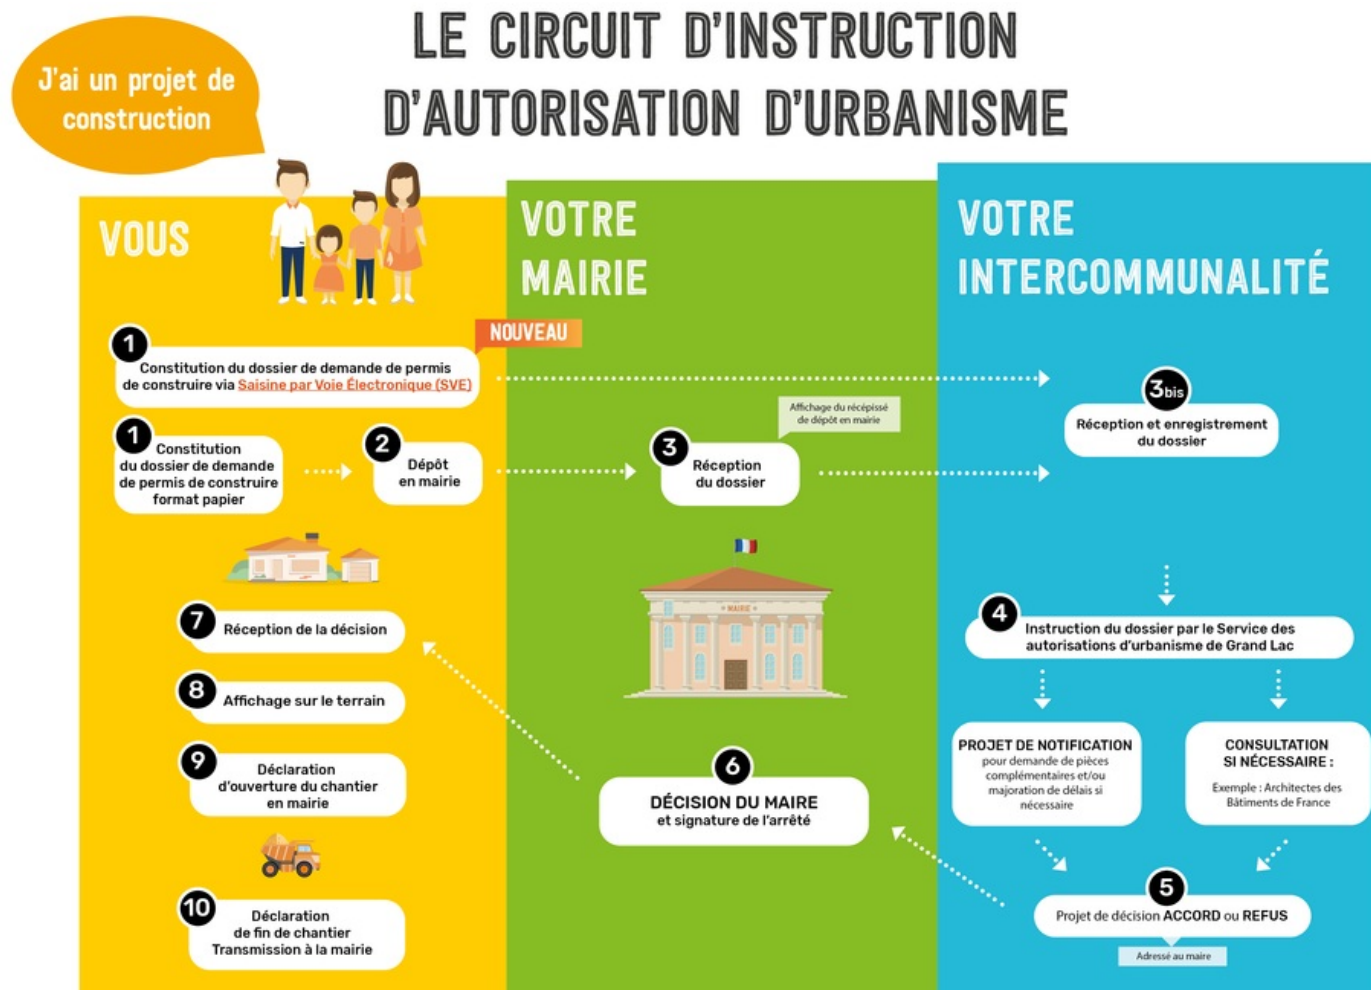 LE CIRCUIT D'INSTRUCTION
D'AUTORISATION D'URBANISME
J'ai un projet de
construction
VOUS
VOTRE
MAIRIE
VOTRE
INTERCOMMUNALITÉ
NOUVEAU
1
Constitution du dossier de demande de permis
de construire via Saisine par Voie Électronique (SVE)
1
Constitution
du dossier de demande
de permis de construire
format papier
2
Dépôt
en mairie
Affichage du récépissé
de dépôt en mairie
3
Réception
du dossier
3bis
Réception et enregistrement
du dossier
MAIRIE
4
Instruction du dossier par le Service des
autorisations d'urbanisme de Grand Lac
PROJET DE NOTIFICATION
pour demande de pièces
complémentaires et/ou
majoration de délais si
nécessaire
CONSULTATION
SI NÉCESSAIRE :
Exemple : Architectes des
Bâtiments de France
5
Projet de décision ACCORD ou REFUS
Adressé au maire
6
DÉCISION DU MAIRE
et signature de l'arrêté
7
Réception de la décision
8
Affichage sur le terrain
9
Déclaration
d'ouverture du chantier
en mairie
10
Déclaration
de fin de chantier
Transmission à la mairie